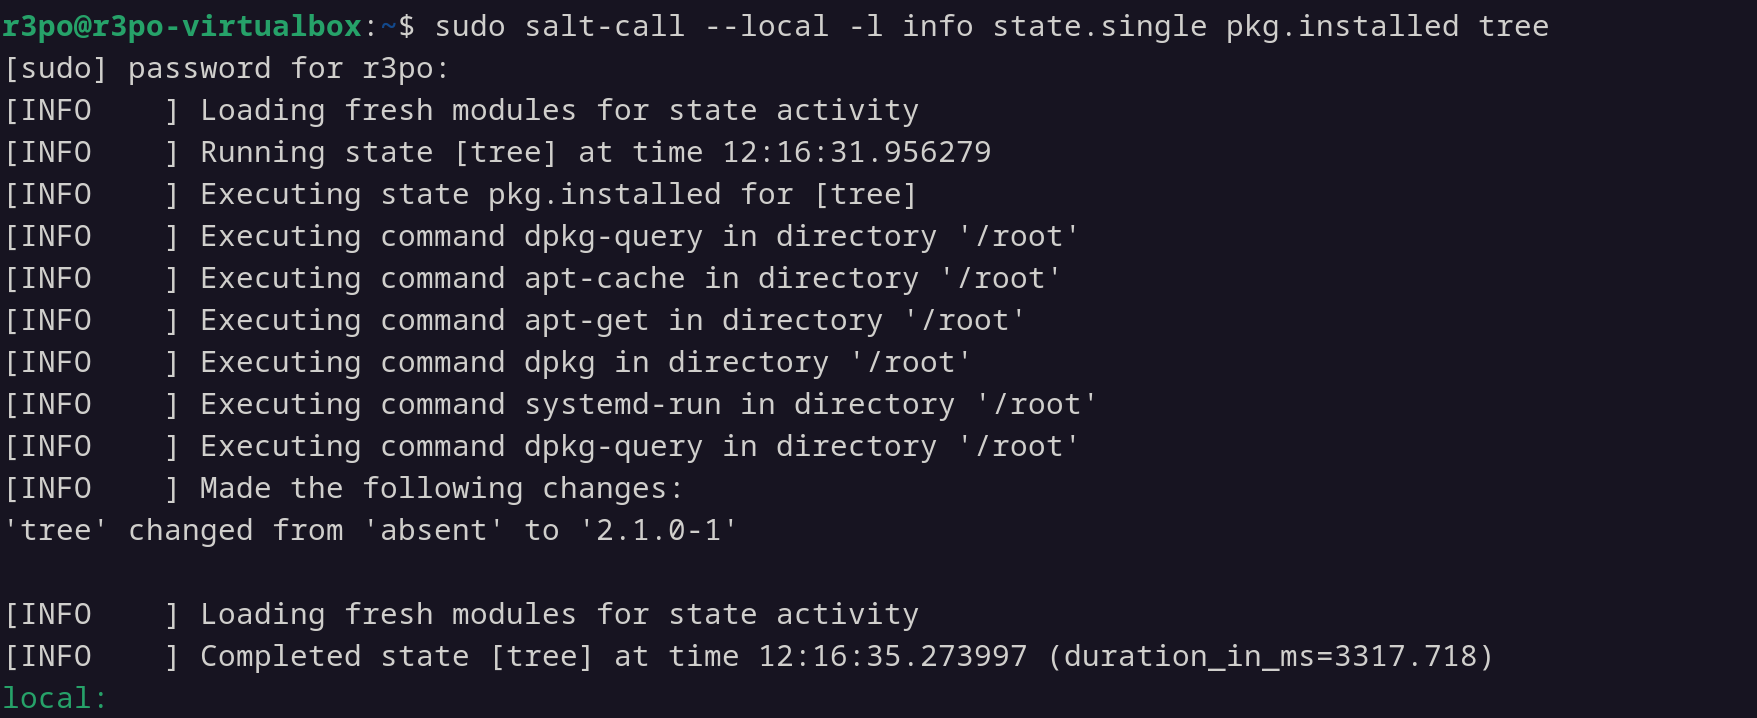 r3po@r3po-virtualbox:~$ sudo salt-call --local -l info state.single pkg.installed tree
[sudo] password for r3po:
[INFO    ] Loading fresh modules for state activity
[INFO    ] Running state [tree] at time 12:16:31.956279
[INFO    ] Executing state pkg.installed for [tree]
[INFO    ] Executing command dpkg-query in directory '/root'
[INFO    ] Executing command apt-cache in directory '/root'
[INFO    ] Executing command apt-get in directory '/root'
[INFO    ] Executing command dpkg in directory '/root'
[INFO    ] Executing command systemd-run in directory '/root'
[INFO    ] Executing command dpkg-query in directory '/root'
[INFO    ] Made the following changes:
'tree' changed from 'absent' to '2.1.0-1'

[INFO    ] Loading fresh modules for state activity
[INFO    ] Completed state [tree] at time 12:16:35.273997 (duration_in_ms=3317.718)
local: